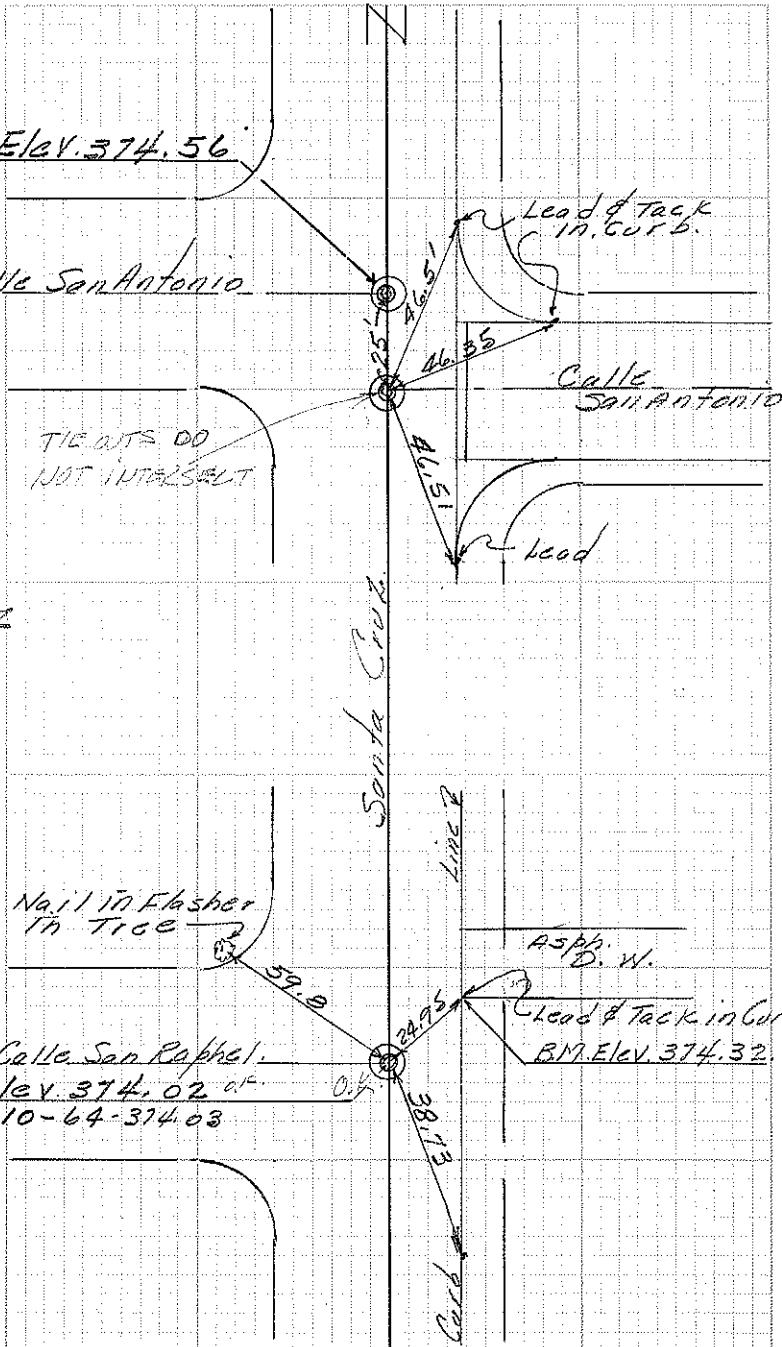 Elev. 374.56
Lead & Tack
in. Curb.
le San Antonio
46.51
25'
46.35
Calle
San Antonio
TIE OUTS DO
NOT INTERSECT
46.51
Lead
Santa Cruz.
Line
Nail in Flasher
In Tree
Asph.
D. W.
59.8
24.95
Lead & Tack in Cur
B.M. Elev. 374.32
Calle San Raphel.
lev. 374.02 o.k.
O.K.
10-64-374.03
38.73
Curb